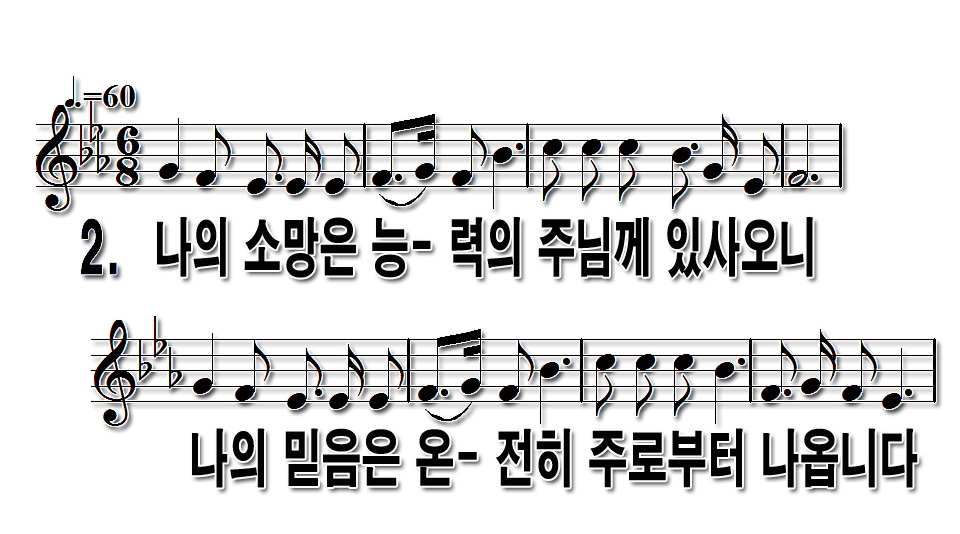 ♩.=60
6
8
2. 나의 소망은 능- 력의 주님께 있사오니
나의 믿음은 온- 전히 주로부터 나옵니다